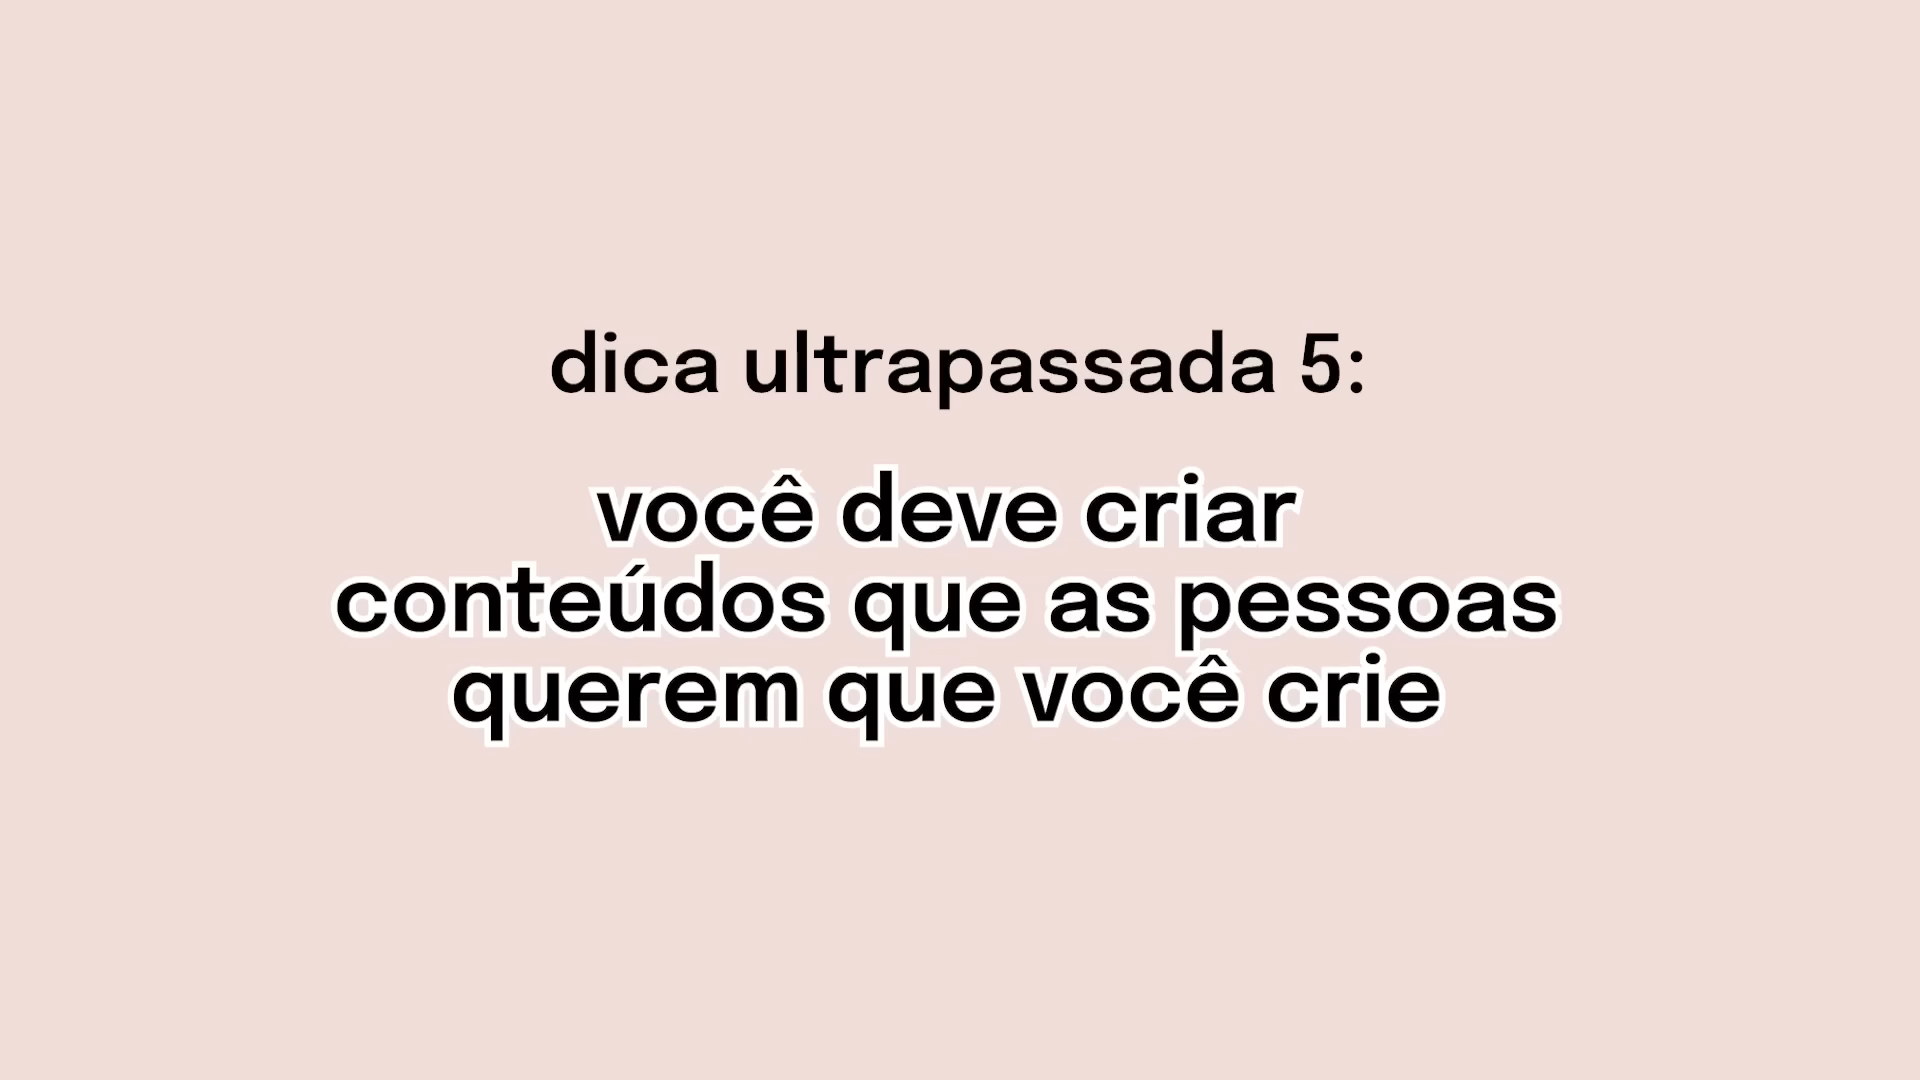 dica ultrapassada 5:
você deve criar
conteúdos que as pessoas
querem que você crie